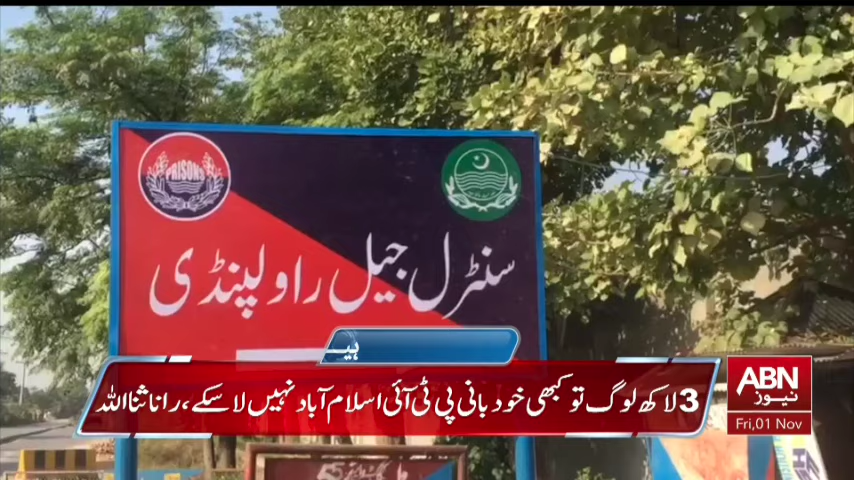 PRISONS
سنٹرل جیل راولپنڈی
ہیـ
3 لاکھ لوگ تو کبھی خود بانی پی ٹی آئی اسلام آباد نہیں لا سکے، رانا ثنا اللہ
ABN
نیوز
Fri,01 Nov